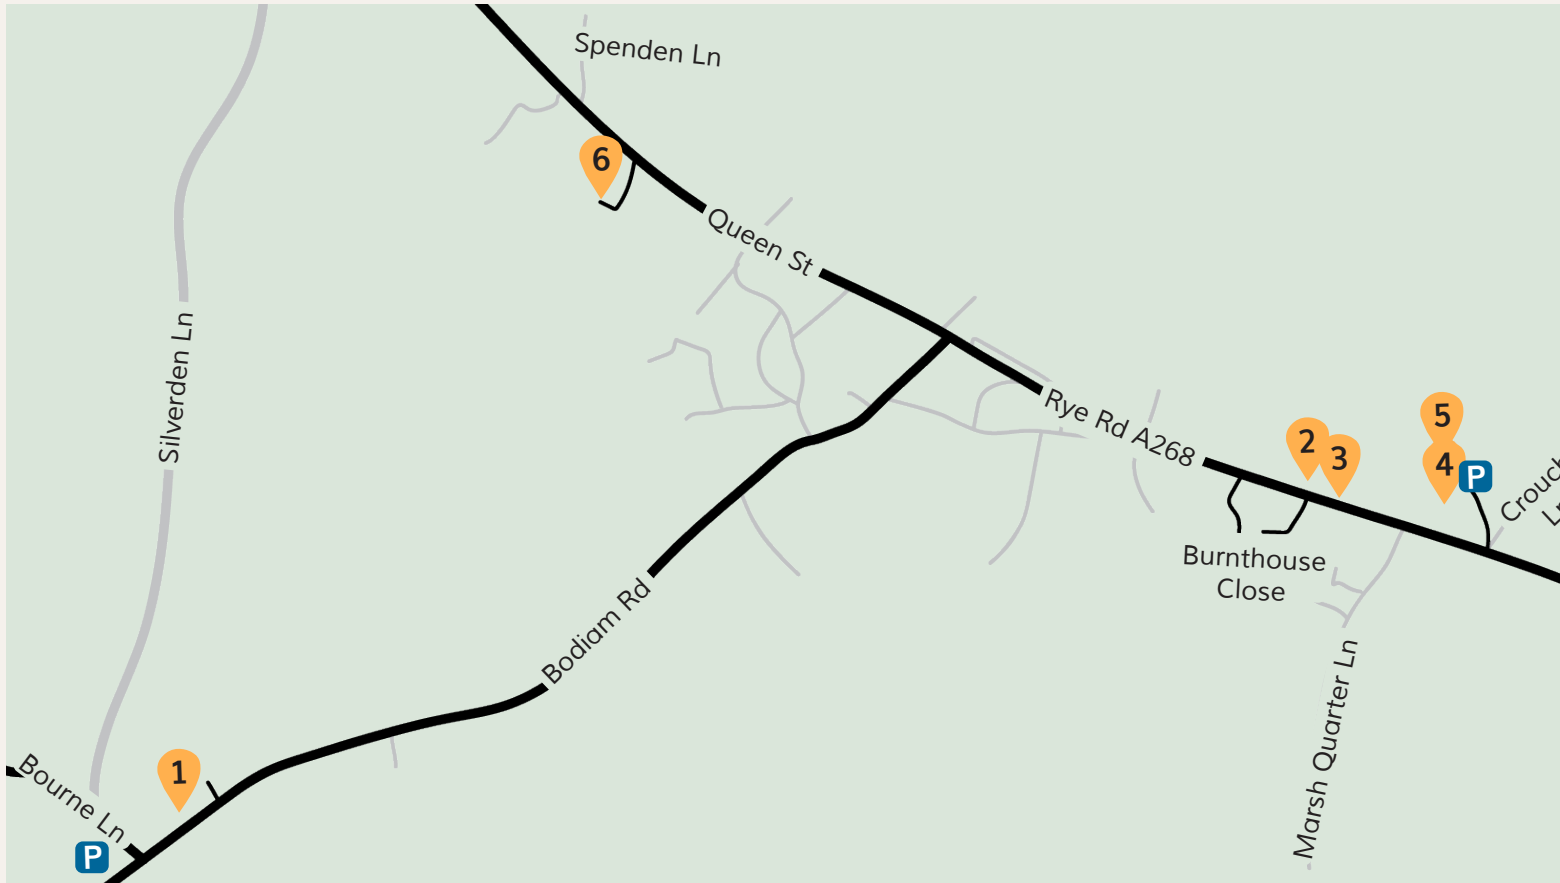 Spenden Ln
6
Queen St
Silverden Ln
Rye Rd A268
5
2
3
4
P
Burnthouse
Close
Bodiam Rd
Marsh Quarter Ln
1
Bourne Ln
P